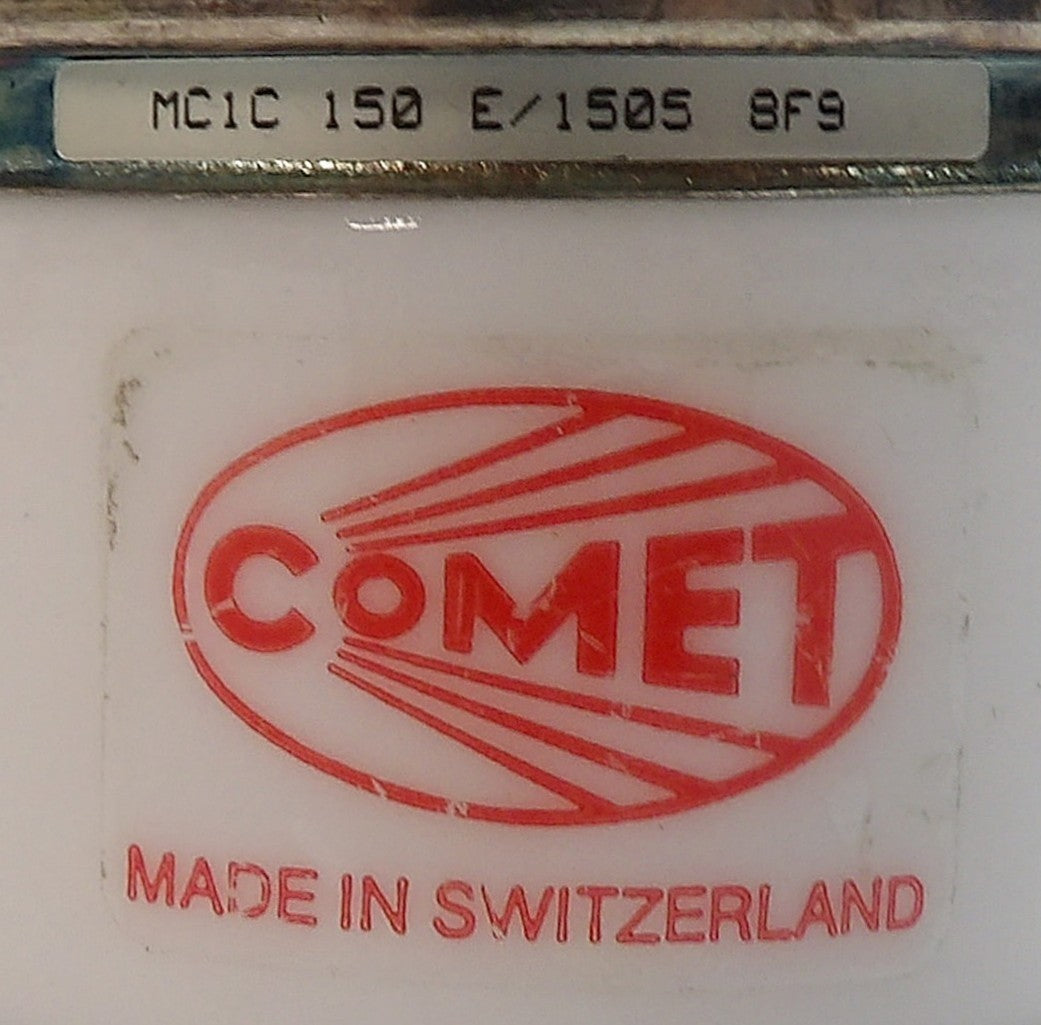 MC1C 150 E/1505 8F9
COMET
MADE IN SWITZERLAND